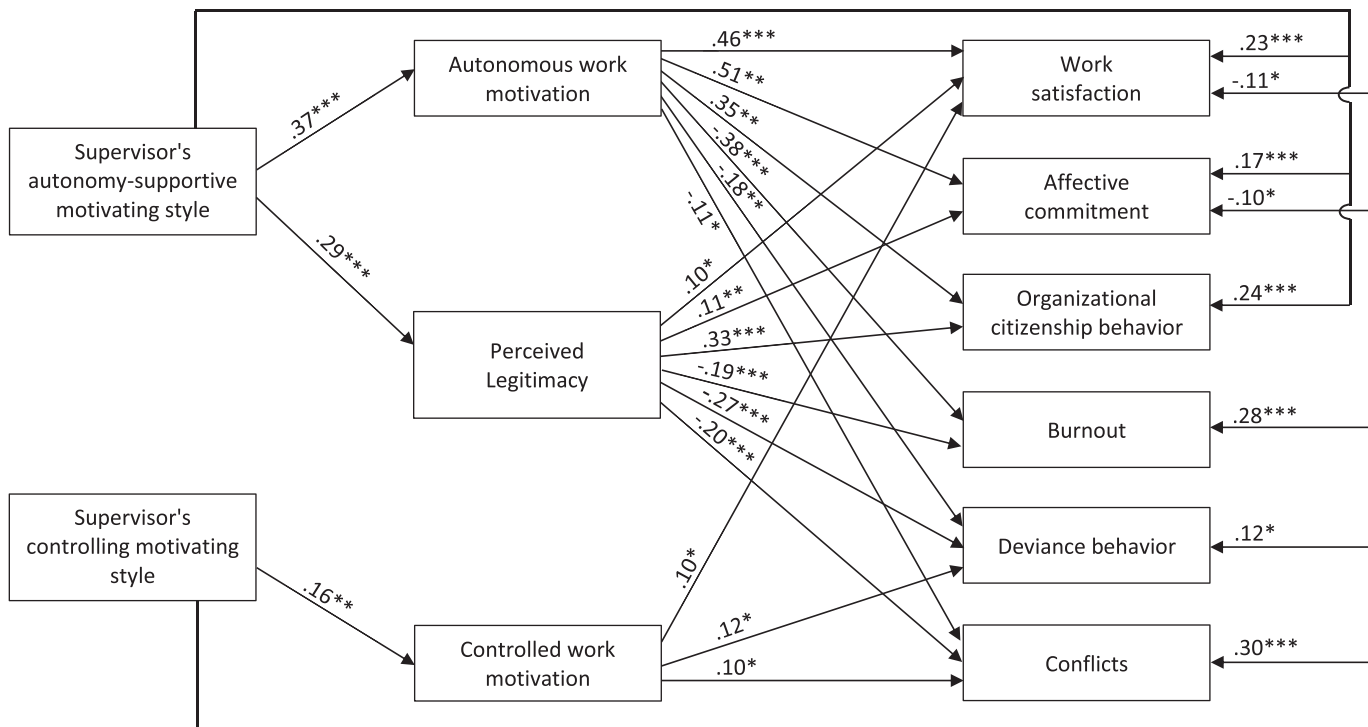 Supervisor's
autonomy-supportive
motivating style
Supervisor's
controlling motivating
style
.37***
.29***
.16**
Autonomous work
motivation
Perceived
Legitimacy
Controlled work
motivation
.46***
.51**
.35**
-.38***
-.18**
-.11*
.10*
.11**
.33***
-.19***
-.27***
-.20***
.10*
.12*
.10*
Work
satisfaction
Affective
commitment
Organizational
citizenship behavior
Burnout
Deviance behavior
Conflicts
.23***
-.11*
.17***
-.10*
.24***
.28***
.12*
.30***